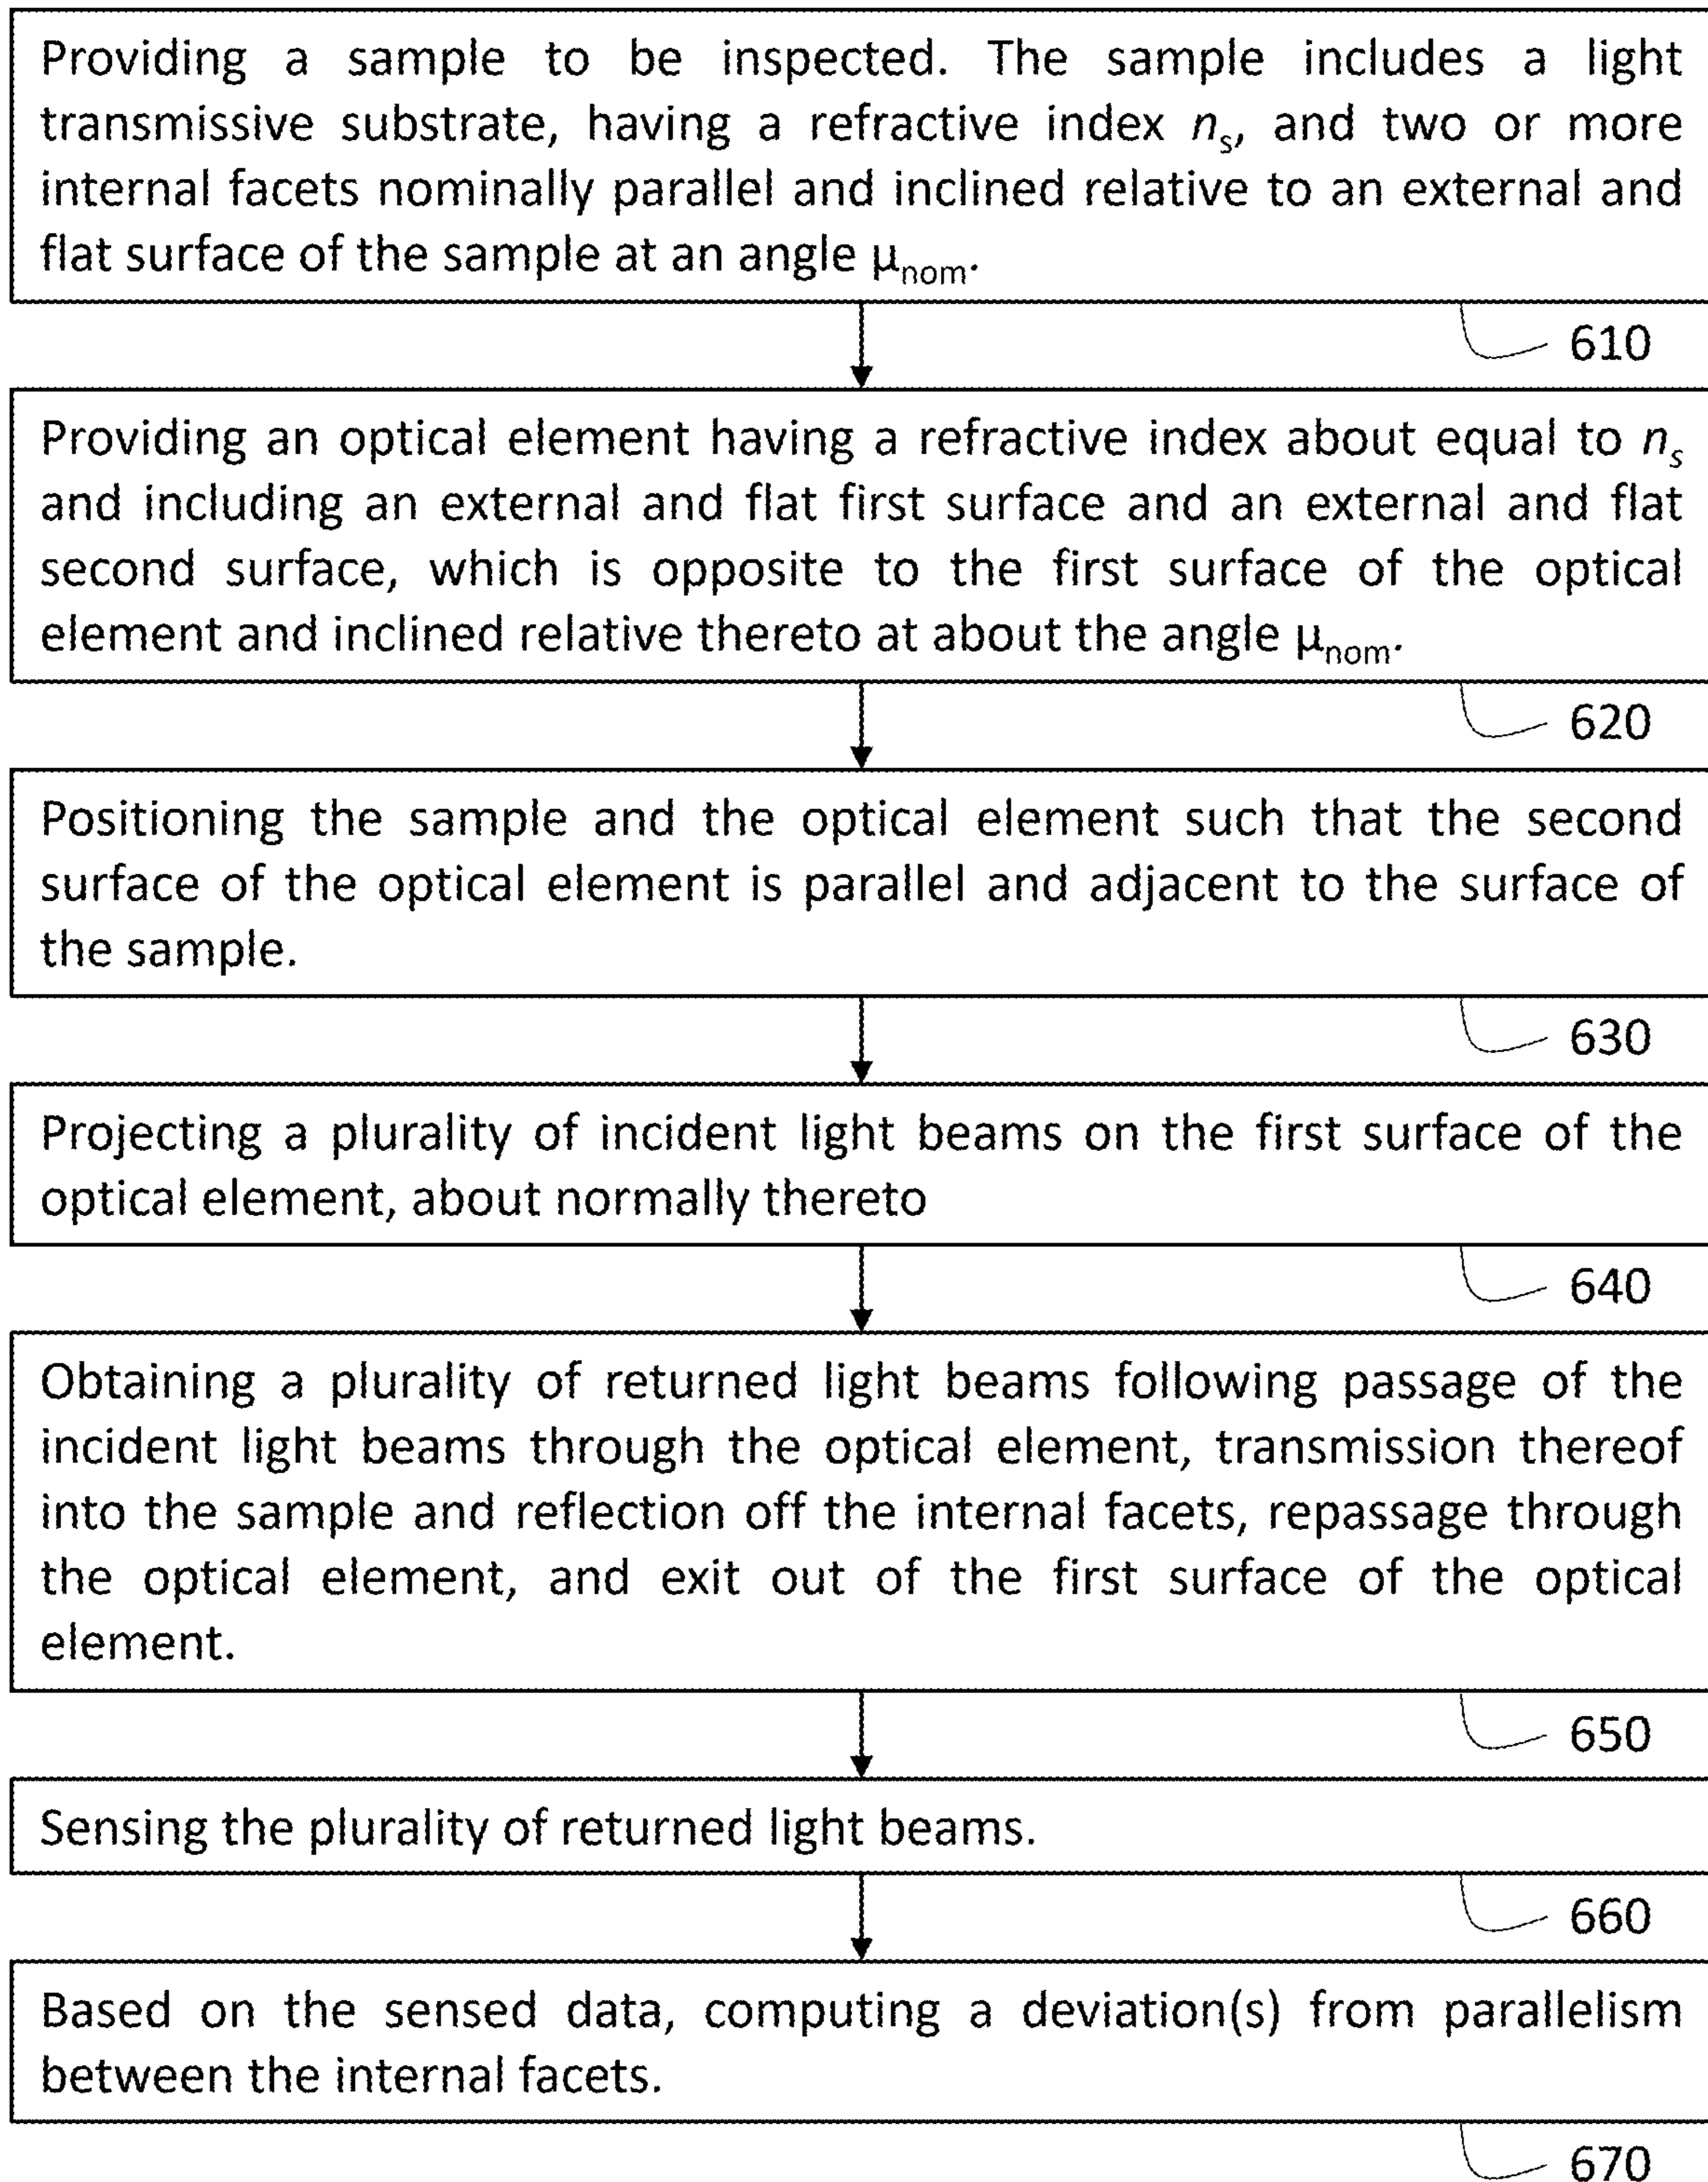 Providing a sample to be inspected. The sample includes a light
transmissive substrate, having a refractive index nₛ, and two or more
internal facets nominally parallel and inclined relative to an external and
flat surface of the sample at an angle μnom.
610
Providing an optical element having a refractive index about equal to nₛ
and including an external and flat first surface and an external and flat
second surface, which is opposite to the first surface of the optical
element and inclined relative thereto at about the angle μnom.
620
Positioning the sample and the optical element such that the second
surface of the optical element is parallel and adjacent to the surface of
the sample.
630
Projecting a plurality of incident light beams on the first surface of the
optical element, about normally thereto
640
Obtaining a plurality of returned light beams following passage of the
incident light beams through the optical element, transmission thereof
into the sample and reflection off the internal facets, repassage through
the optical element, and exit out of the first surface of the optical
element.
650
Sensing the plurality of returned light beams.
660
Based on the sensed data, computing a deviation(s) from parallelism
between the internal facets.
670